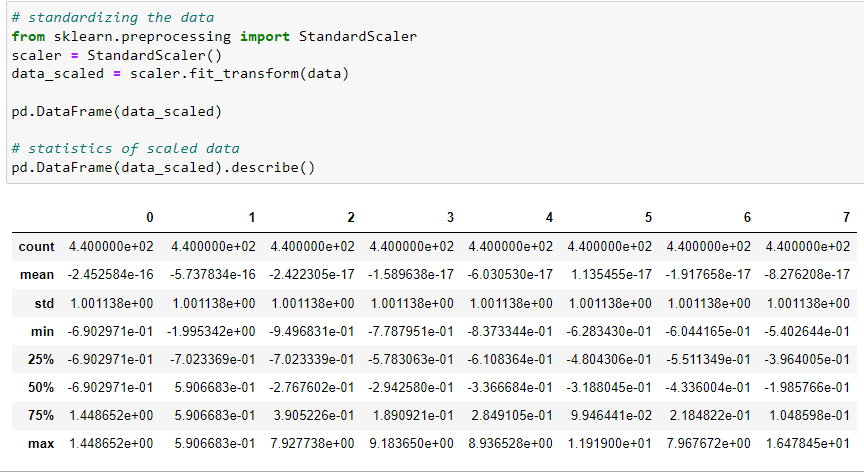 # standardizing the data
from sklearn.preprocessing import StandardScaler
scaler = StandardScaler()
data_scaled = scaler.fit_transform(data)
pd.DataFrame(data_scaled)
# statistics of scaled data
pd.DataFrame(data_scaled).describe()
0 1 2 3 4 5 6 7
count 4.400000e+02 4.400000e+02 4.400000e+02 4.400000e+02 4.400000e+02 4.400000e+02 4.400000e+02 4.400000e+02
mean -2.452584e-16 -5.737834e-16 -2.422305e-17 -1.589638e-17 -6.030530e-17 1.135455e-17 -1.917658e-17 -8.276208e-17
std 1.001138e+00 1.001138e+00 1.001138e+00 1.001138e+00 1.001138e+00 1.001138e+00 1.001138e+00 1.001138e+00
min -6.902971e-01 -1.995342e+00 -9.496831e-01 -7.787951e-01 -8.373344e-01 -6.283430e-01 -6.044165e-01 -5.402644e-01
25% -6.902971e-01 -7.023369e-01 -7.023339e-01 -5.783063e-01 -6.108364e-01 -4.804306e-01 -5.511349e-01 -3.964005e-01
50% -6.902971e-01 5.906683e-01 -2.767602e-01 -2.942580e-01 -3.366684e-01 -3.188045e-01 -4.336004e-01 -1.985766e-01
75% 1.448652e+00 5.906683e-01 3.905226e-01 1.890921e-01 2.849105e-01 9.946441e-02 2.184822e-01 1.048598e-01
max 1.448652e+00 5.906683e-01 7.927738e+00 9.183650e+00 8.936528e+00 1.191900e+01 7.967672e+00 1.647845e+01